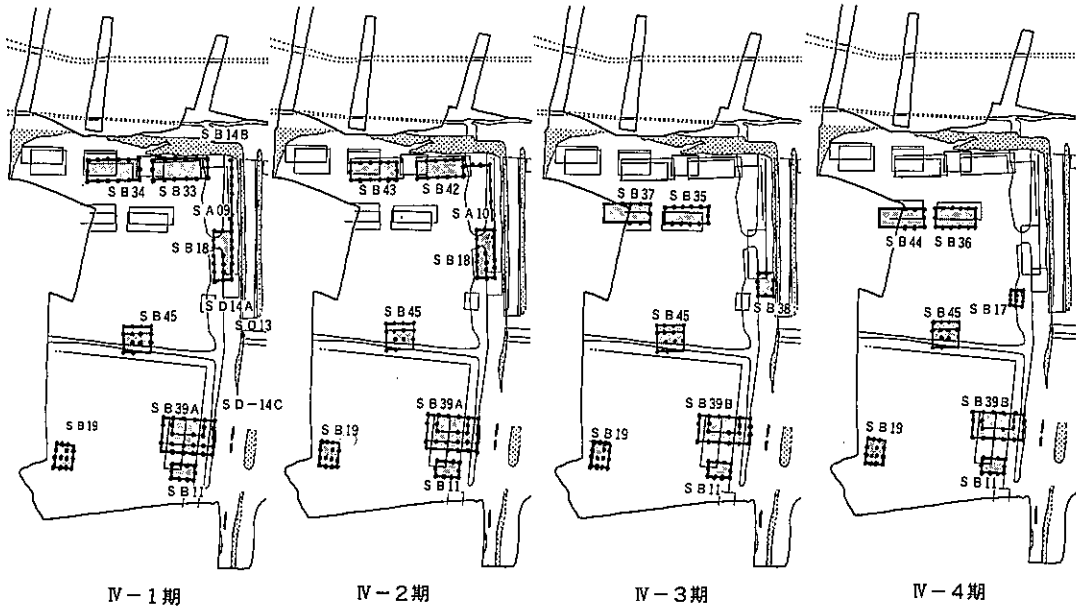 SB14B
SB34
SB33
SA09
SB18
SD14A
SD13
SB45
SD-14C
SB39A
SB19
SB11
Ⅳ-1期
SB43
SB42
SA10
SB18
SB45
SB39A
SB19
SB11
Ⅳ-2期
SB37
SB35
SB38
SB45
SB39B
SB19
SB11
Ⅳ-3期
SB44
SB36
SB17
SB45
SB39B
SB19
SB11
Ⅳ-4期